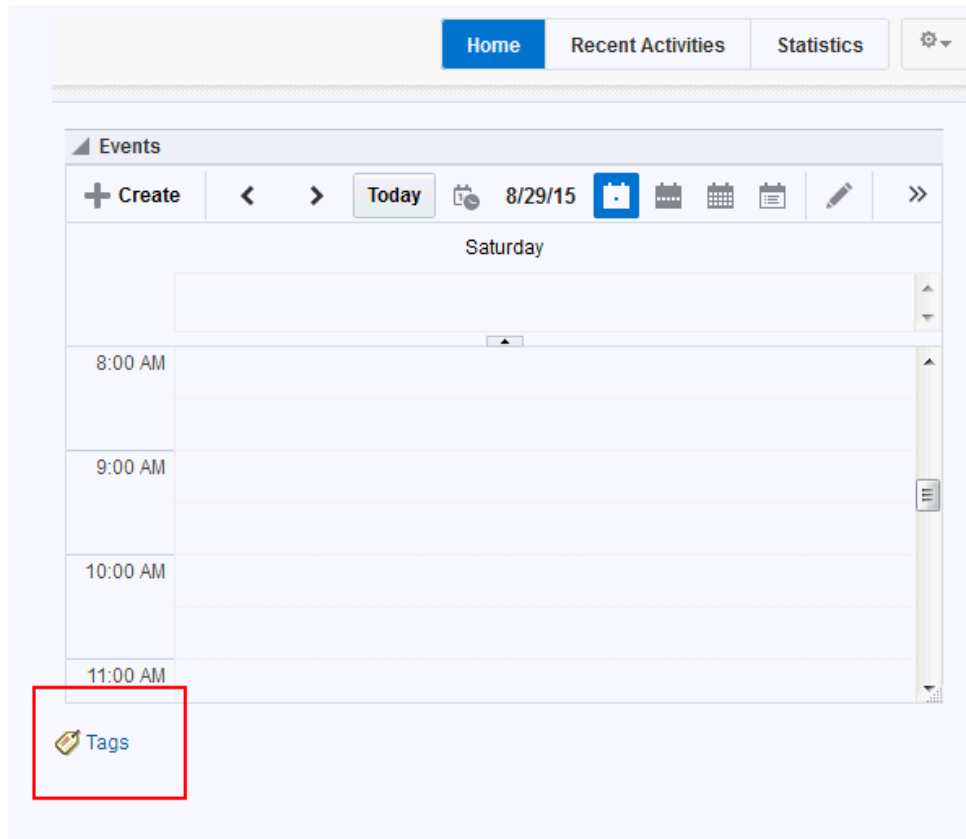 Home Recent Activities Statistics
Events
Create Today 8/29/15
Saturday
8:00 AM
9:00 AM
10:00 AM
11:00 AM
Tags